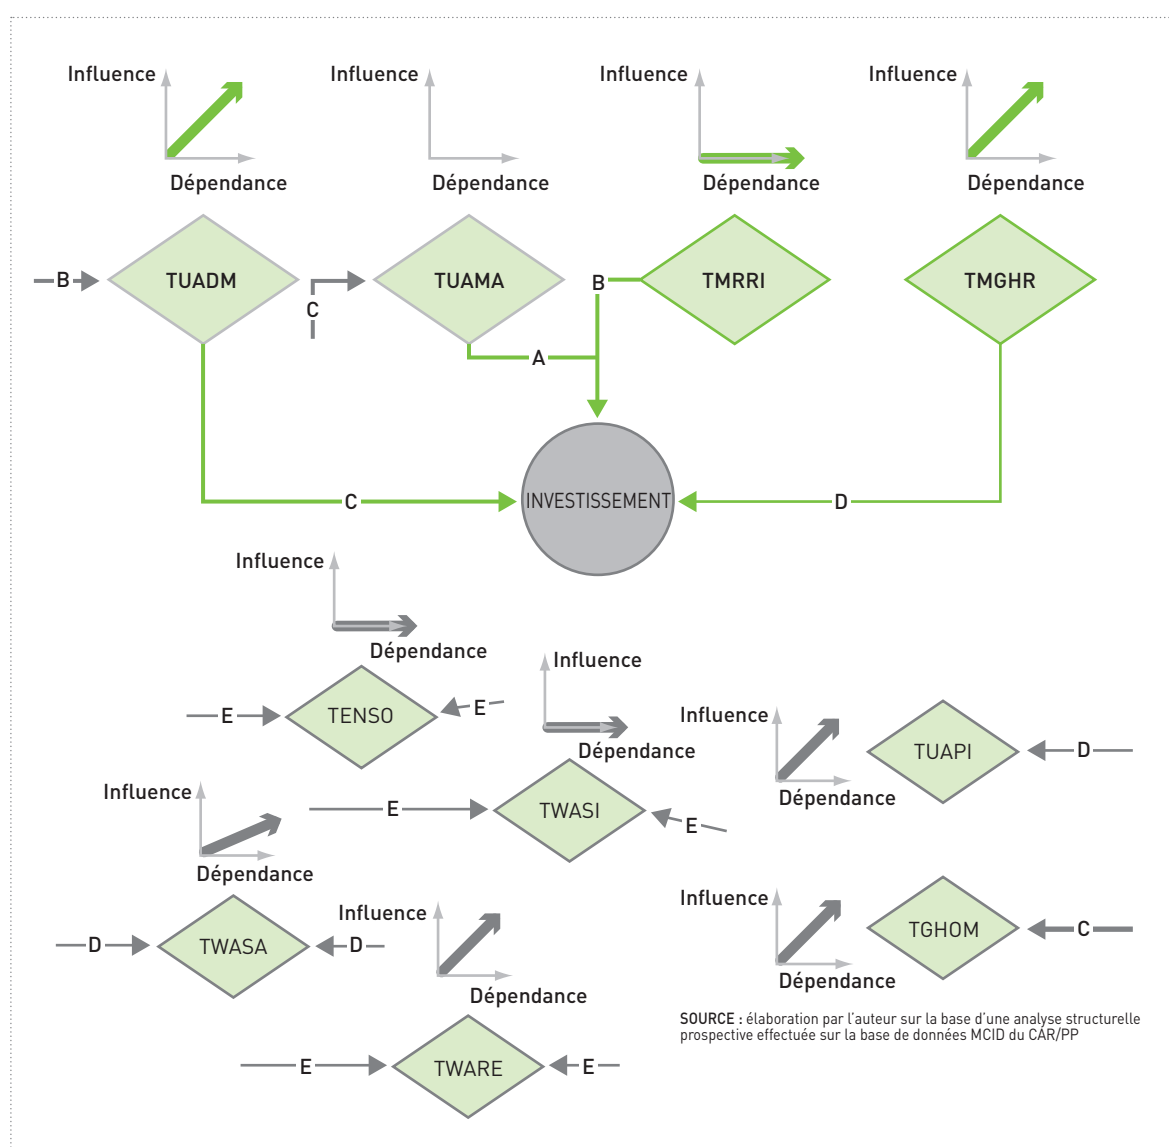 Influence
Influence
Influence
Influence
Dépendance
Dépendance
Dépendance
Dépendance
B
TUADM
C
TUAMA
B
TMRRI
TMGHR
A
C
INVESTISSEMENT
D
Influence
Dépendance
E
TENSO
E
Influence
Dépendance
E
TWASI
E
Influence
Dépendance
TUAPI
D
Influence
Dépendance
D
TWASA
D
Influence
Dépendance
E
TWARE
E
Influence
Dépendance
TGHOM
C
SOURCE : élaboration par l'auteur sur la base d'une analyse structurelle
prospective effectuée sur la base de données MCID du CAR/PP